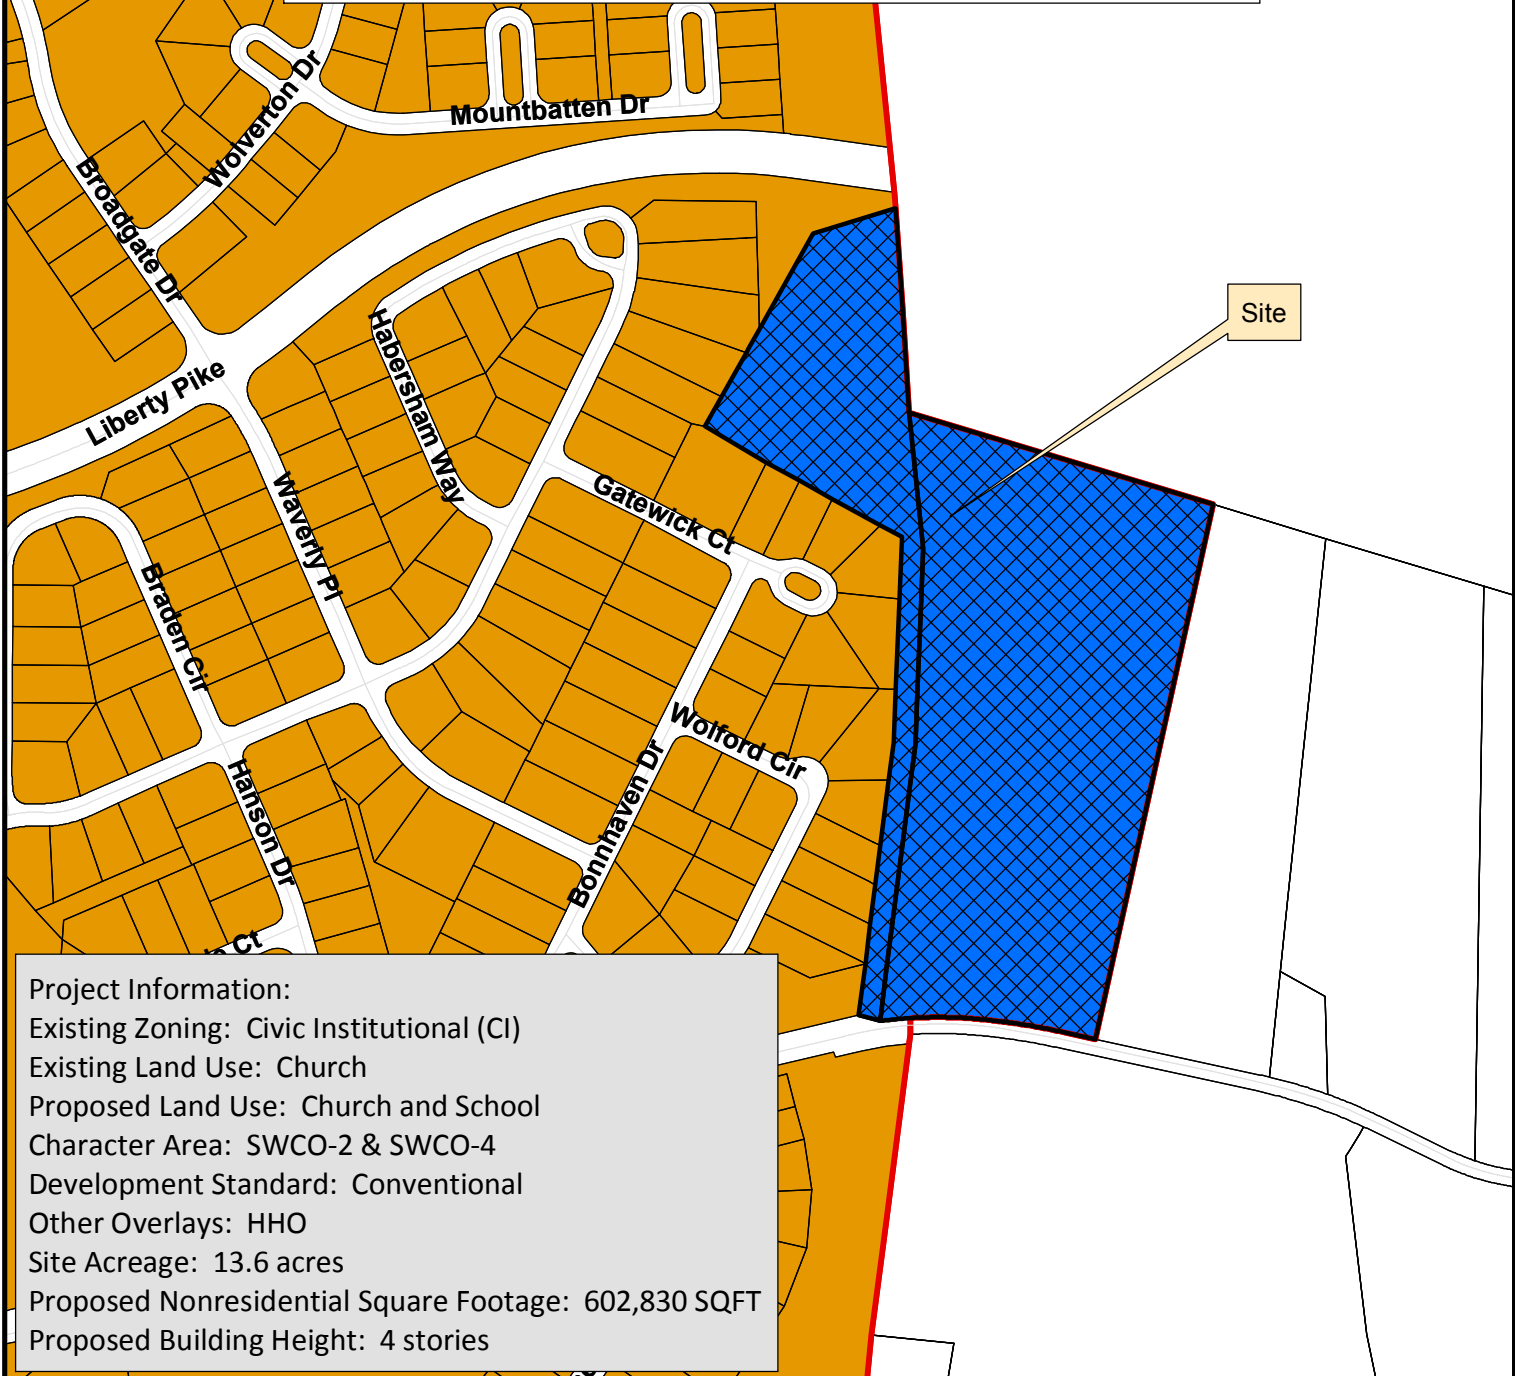 Mountbatten Dr
Wolverton Dr
Broadgate Dr
Site
Liberty Pike
Habersham Way
Gatewick Ct
Waverly Pl
Braden Cir
Wolford Cir
Bonnhaven Dr
Hanson Dr
Ct
Project Information:
Existing Zoning: Civic Institutional (CI)
Existing Land Use: Church
Proposed Land Use: Church and School
Character Area: SWCO-2 & SWCO-4
Development Standard: Conventional
Other Overlays: HHO
Site Acreage: 13.6 acres
Proposed Nonresidential Square Footage: 602,830 SQFT
Proposed Building Height: 4 stories